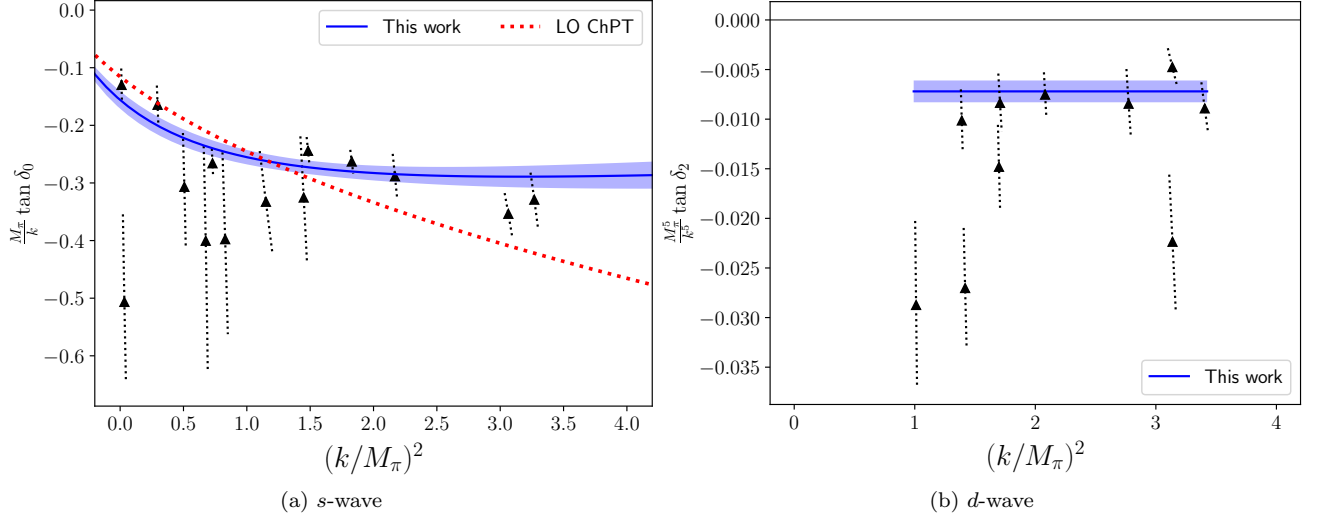 0.0
−0.1
−0.2
−0.3
−0.4
−0.5
−0.6
M_π/k tan δ_0
This work
LO ChPT
0.0 0.5 1.0 1.5 2.0 2.5 3.0 3.5 4.0
(k/M_π)^2
(a) s-wave
0.000
−0.005
−0.010
−0.015
−0.020
−0.025
−0.030
−0.035
M_π^5/k^5 tan δ_2
This work
0 1 2 3 4
(k/M_π)^2
(b) d-wave